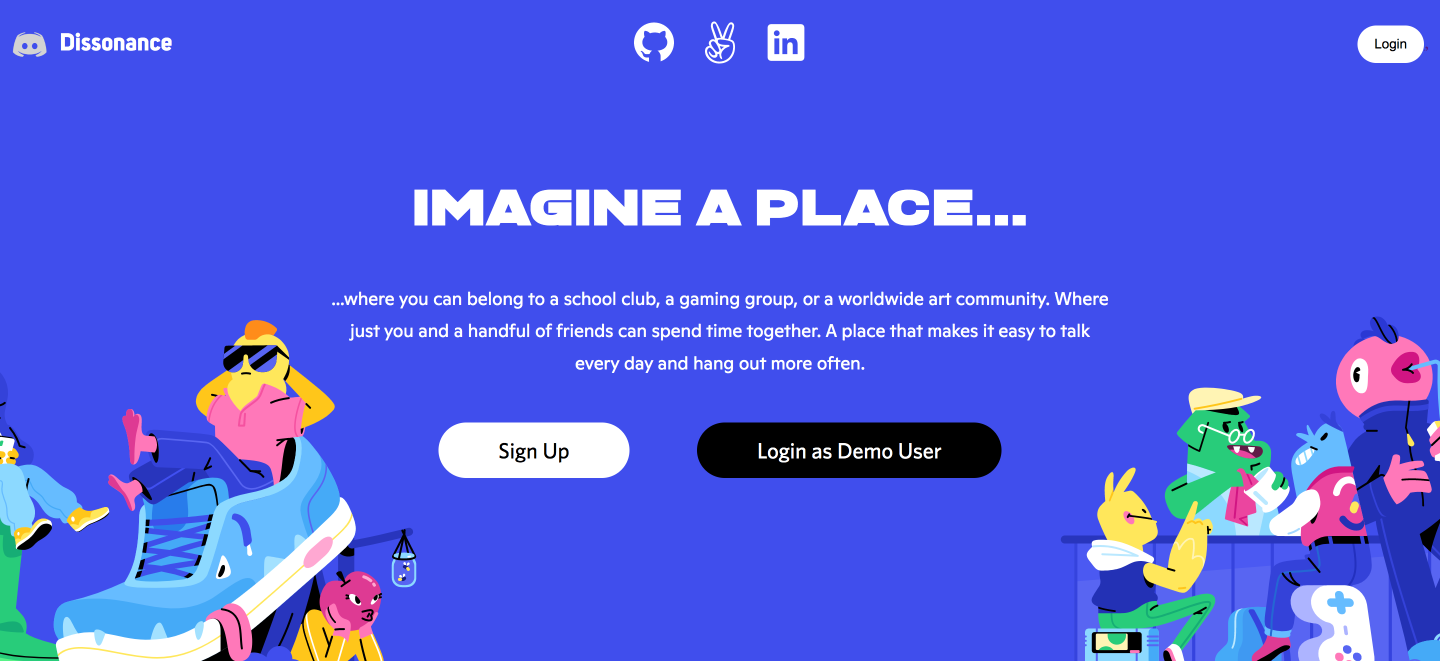 Dissonance
in
Login
IMAGINE A PLACE...
...where you can belong to a school club, a gaming group, or a worldwide art community. Where
just you and a handful of friends can spend time together. A place that makes it easy to talk
every day and hang out more often.
Sign Up
Login as Demo User